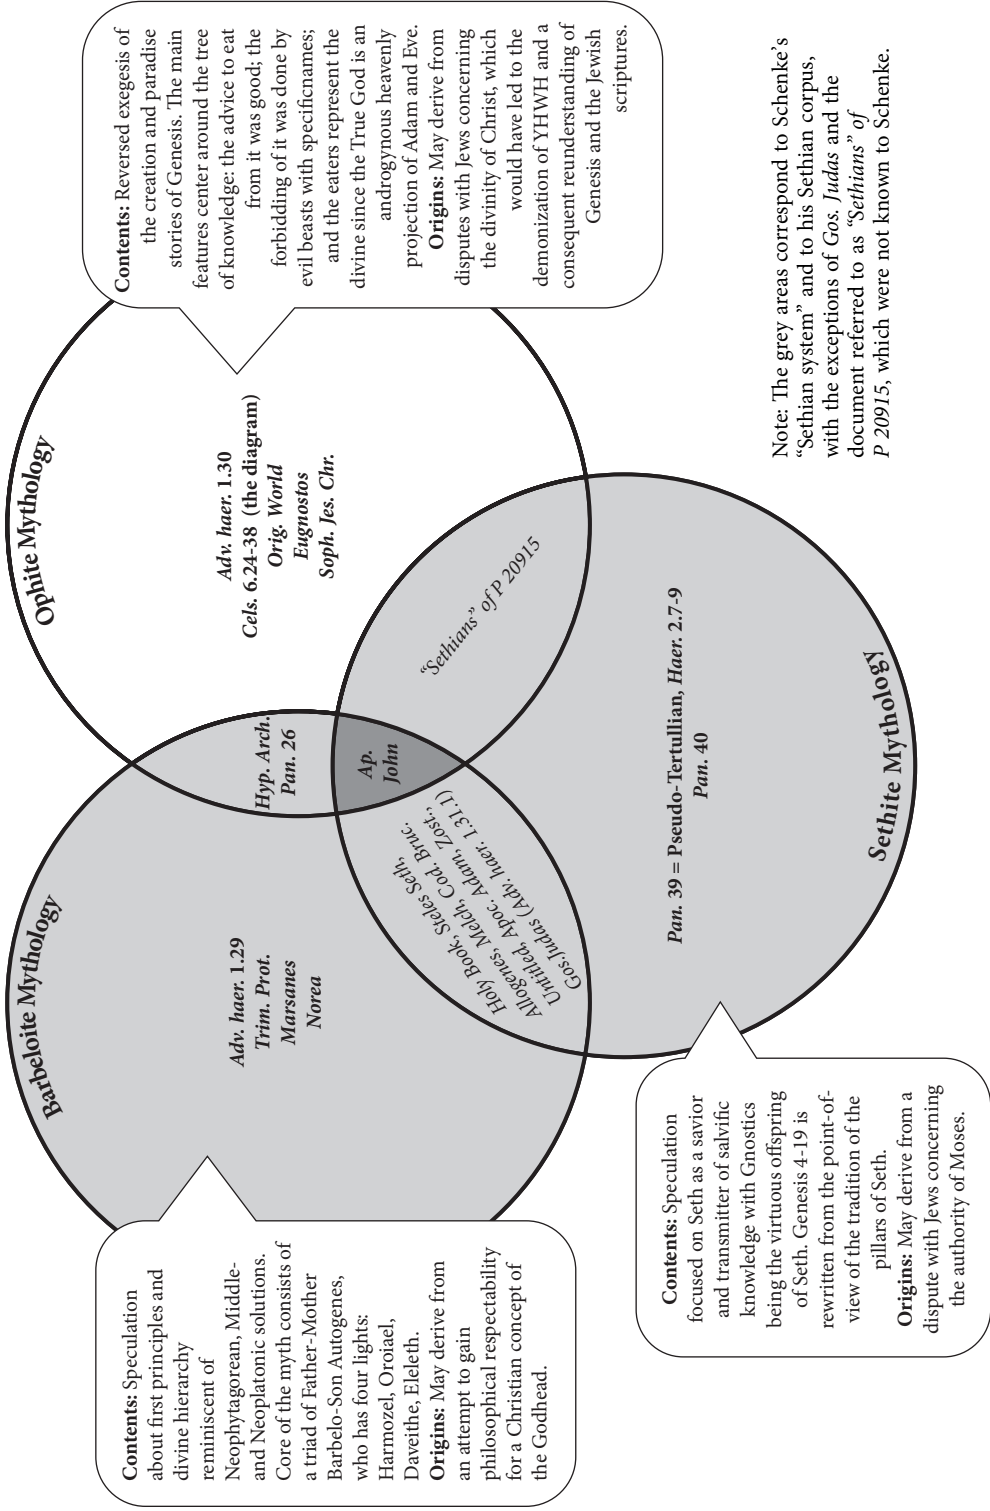 Barbeloite Mythology
Ophite Mythology
Sethite Mythology
Contents: Speculation
about first principles and
divine hierarchy
reminiscent of
Neophytagorean, Middle-
and Neoplatonic solutions.
Core of the myth consists of
a triad of Father-Mother
Barbelo-Son Autogenes,
who has four lights:
Harmozel, Oroiael,
Daveithe, Eleleth.
Origins: May derive from
an attempt to gain
philosophical respectability
for a Christian concept of
the Godhead.
Adv. haer. 1.29
Trim. Prot.
Marsanes
Norea
Hyp. Arch.
Pan. 26
Ap.
John
Adv. haer. 1.30
Cels. 6.24-38 (the diagram)
Orig. World
Eugnostos
Soph. Jes. Chr.
Contents: Reversed exegesis of
the creation and paradise
stories of Genesis. The main
features center around the tree
of knowledge: the advice to eat
from it was good; the
forbidding of it was done by
evil beasts with specificnames;
and the eaters represent the
divine since the True God is an
androgynous heavenly
projection of Adam and Eve.
Origins: May derive from
disputes with Jews concerning
the divinity of Christ, which
would have led to the
demonization of YHWH and a
consequent reunderstanding of
Genesis and the Jewish
scriptures.
Holy Book, Steles Seth,
Allogenes, Melch, Cod. Bruc.
Untitled, Apoc. Adam, Zost.,
Gos.Judas (Adv. haer. 1.31.1)
"Sethians" of P 20915
Pan. 39 = Pseudo-Tertullian, Haer. 2.7-9
Pan. 40
Contents: Speculation
focused on Seth as a savior
and transmitter of salvific
knowledge with Gnostics
being the virtuous offspring
of Seth. Genesis 4-19 is
rewritten from the point-of-
view of the tradition of the
pillars of Seth.
Origins: May derive from a
dispute with Jews concerning
the authority of Moses.
Note: The grey areas correspond to Schenke's
"Sethian system" and to his Sethian corpus,
with the exceptions of Gos. Judas and the
document referred to as "Sethians" of
P 20915, which were not known to Schenke.